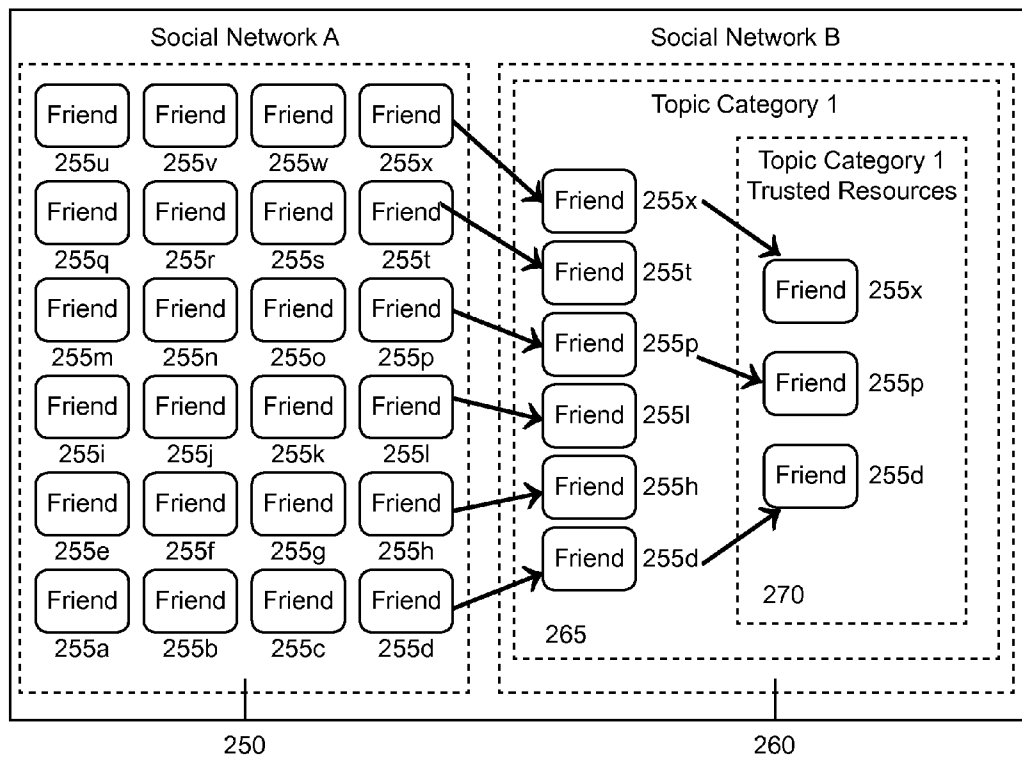 Social Network A
Social Network B
Friend Friend Friend Friend
255u 255v 255w 255x
Friend Friend Friend Friend
255q 255r 255s 255t
Friend Friend Friend Friend
255m 255n 255o 255p
Friend Friend Friend Friend
255i 255j 255k 255l
Friend Friend Friend Friend
255e 255f 255g 255h
Friend Friend Friend Friend
255a 255b 255c 255d
250
Topic Category 1
Friend 255x
Friend 255t
Friend 255p
Friend 255l
Friend 255h
Friend 255d
265
Topic Category 1
Trusted Resources
Friend 255x
Friend 255p
Friend 255d
270
260